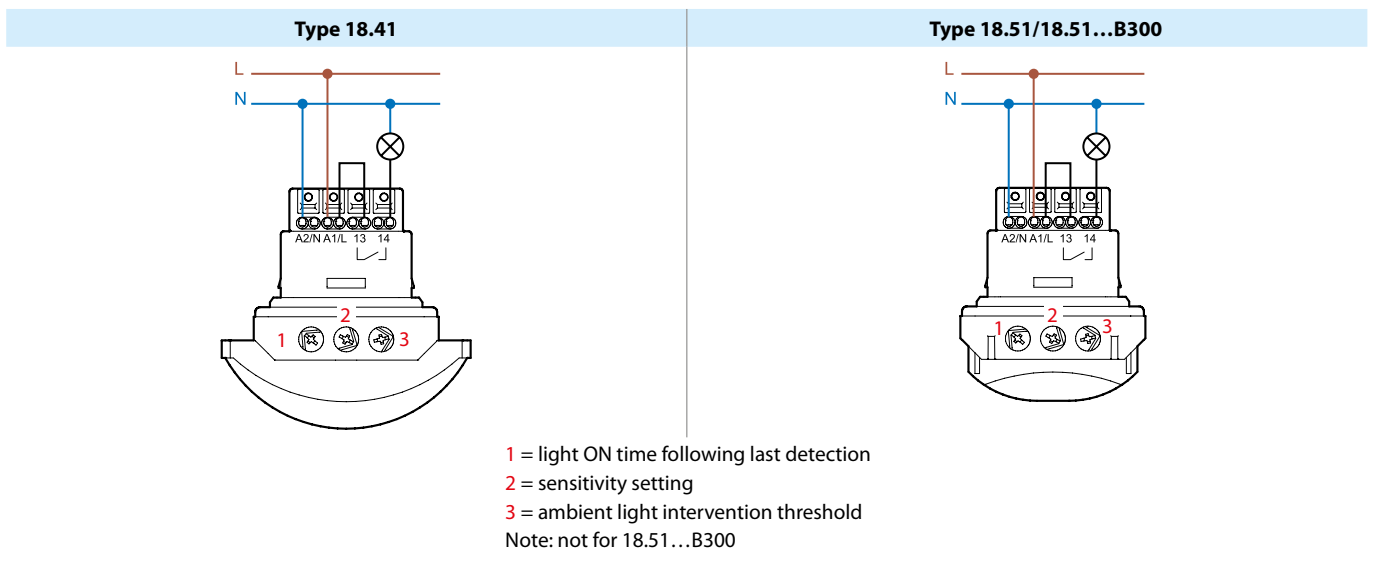 Type 18.41
Type 18.51/18.51…B300
L
N
A2/N A1/L 13 14
1
2
3
L
N
A2/N A1/L 13 14
1
2
3
1 = light ON time following last detection
2 = sensitivity setting
3 = ambient light intervention threshold
Note: not for 18.51…B300